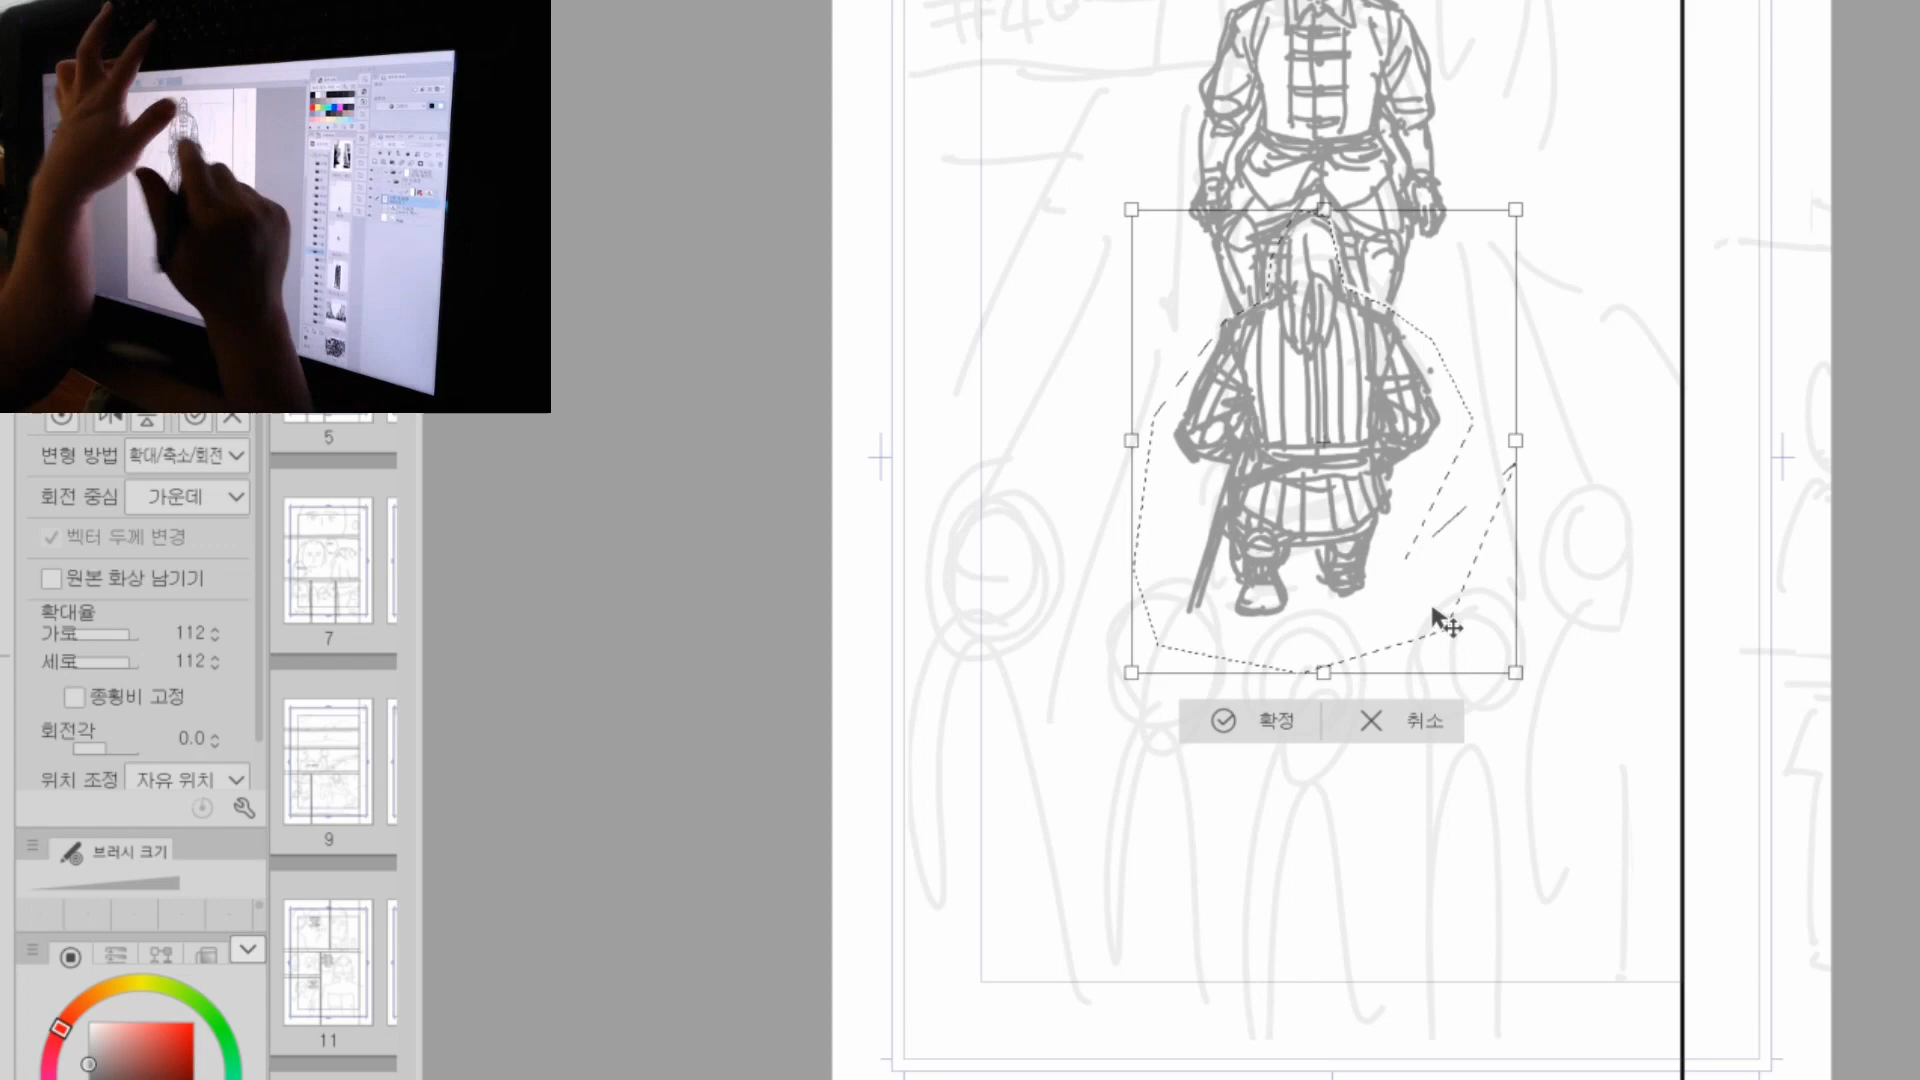 #40
5
변형 방법 확대/축소/회전
회전 중심 가운데
벡터 두께 변경
원본 화상 남기기
확대율
가로 112
세로 112
종횡비 고정
회전각 0.0
위치 조정 자유 위치
브러시 크기
7
9
11
확정 취소